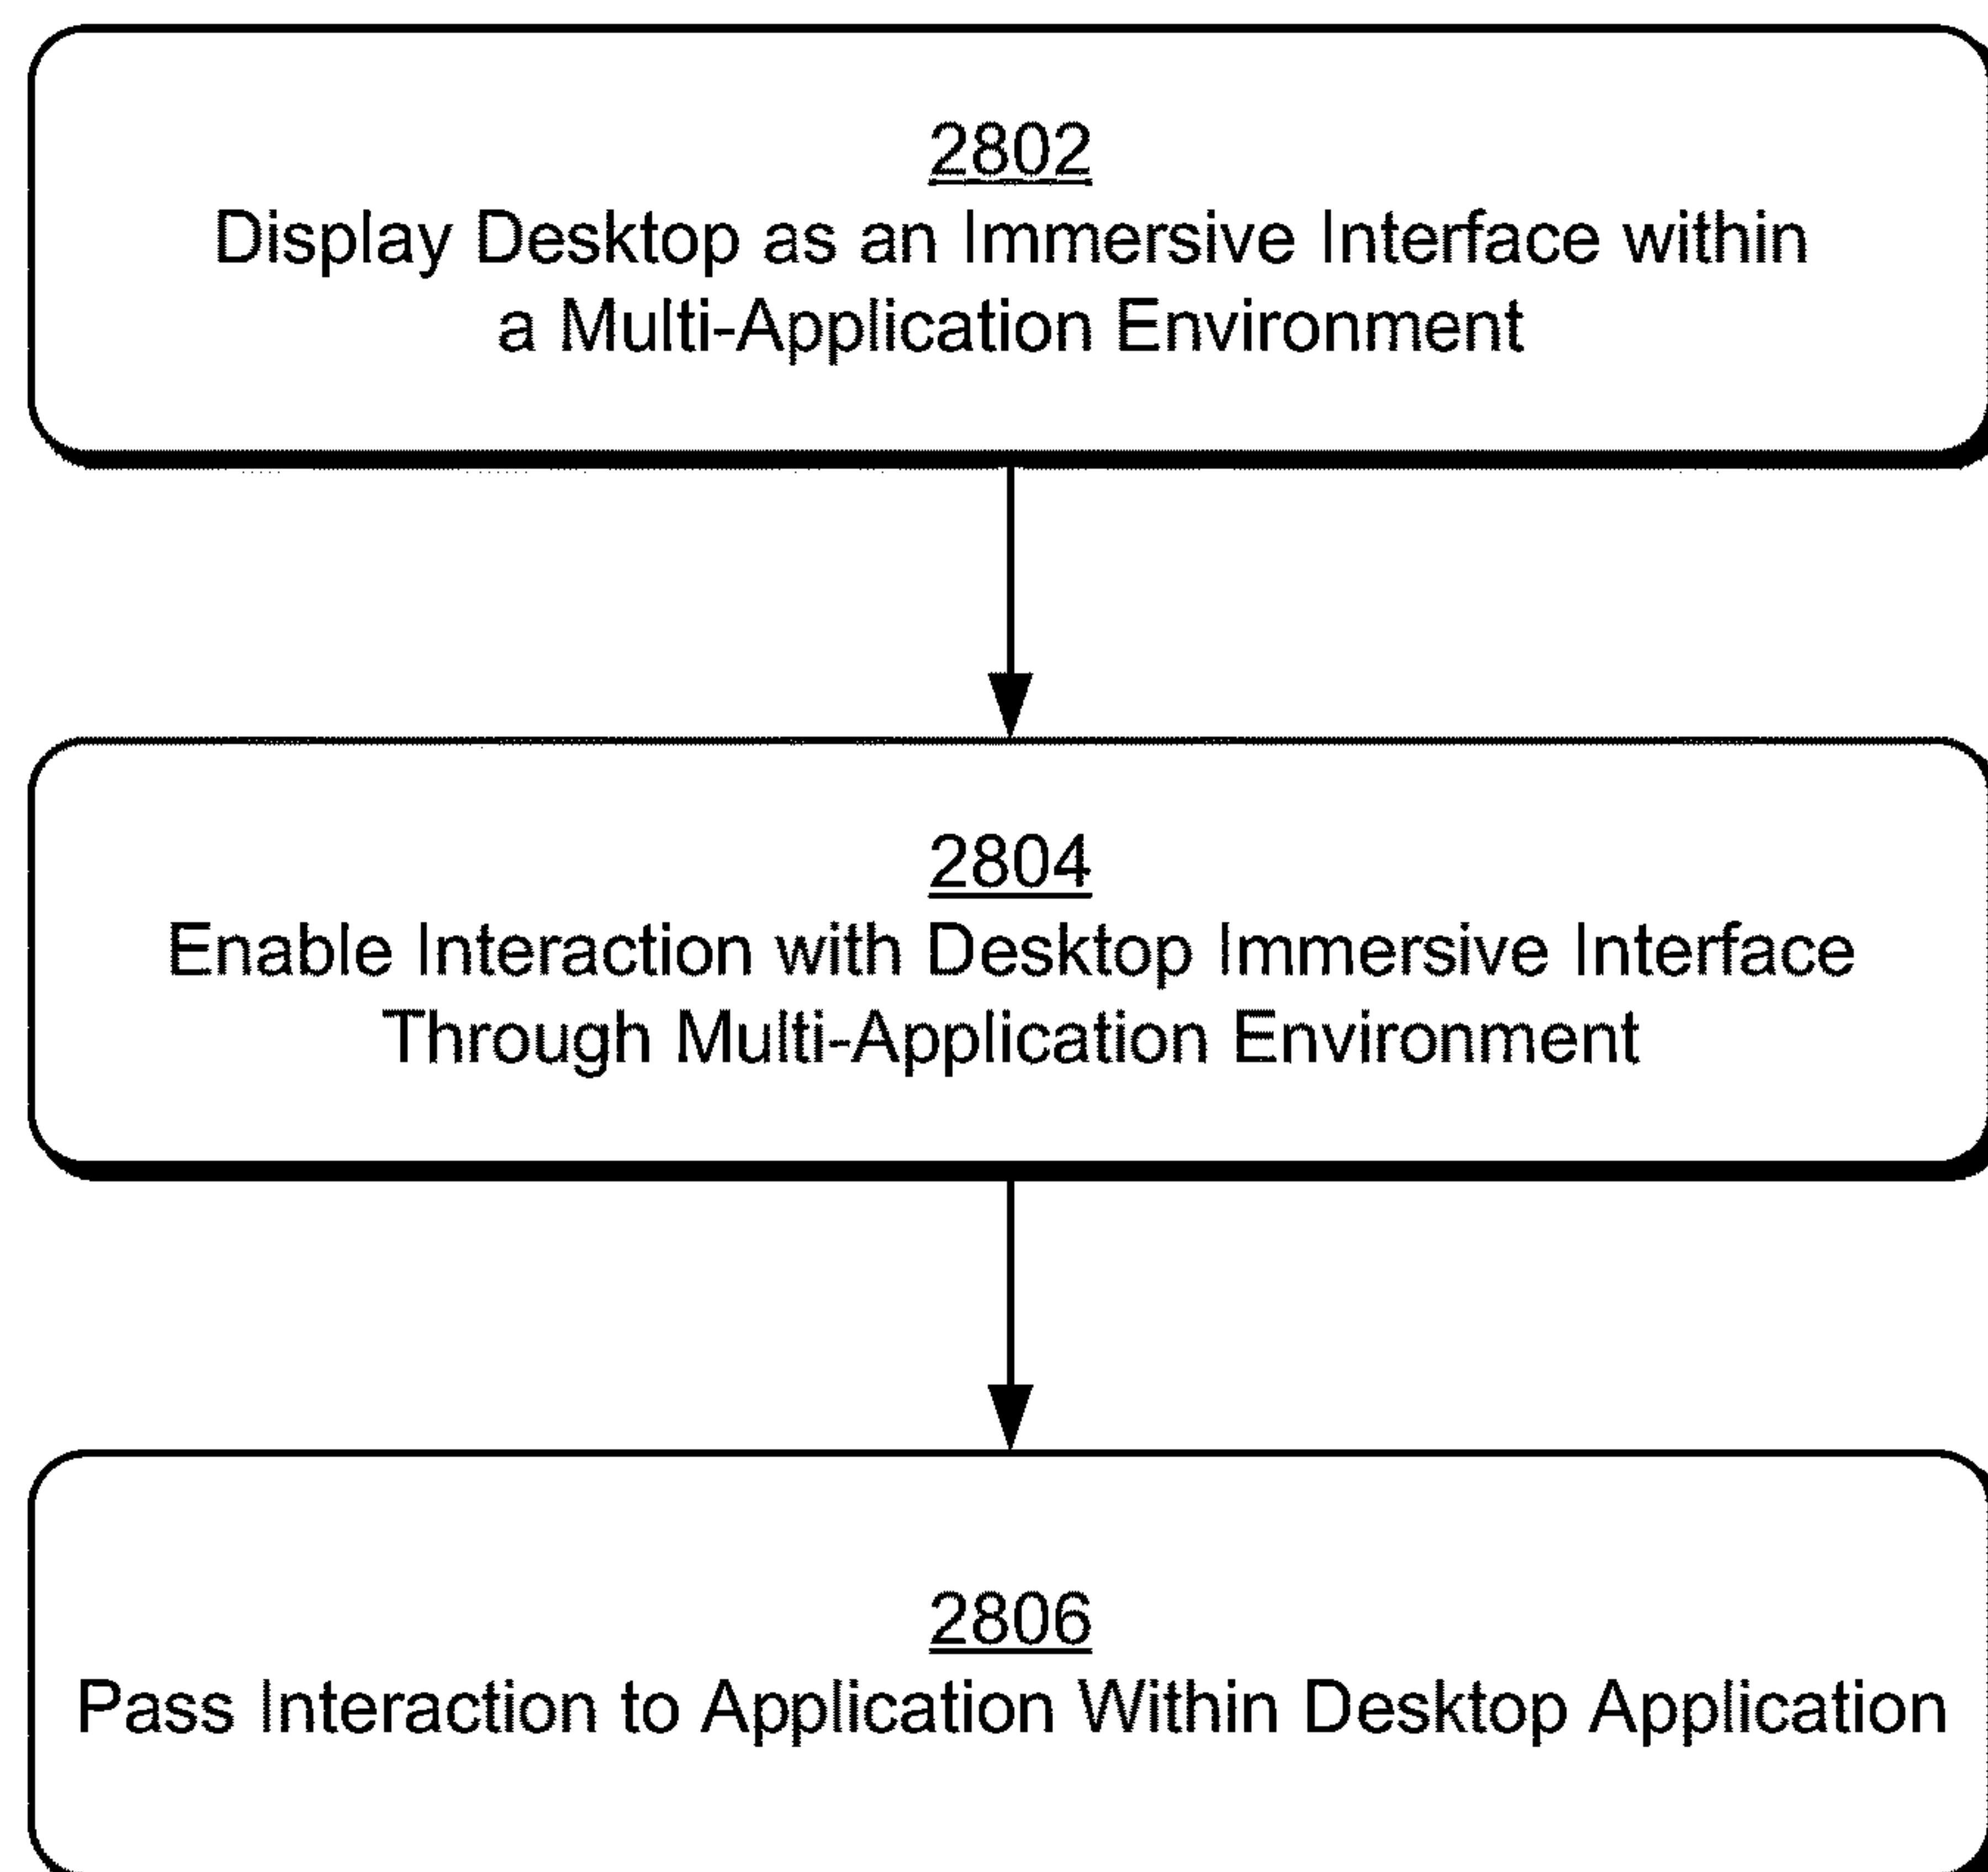 2802
Display Desktop as an Immersive Interface within
a Multi-Application Environment
2804
Enable Interaction with Desktop Immersive Interface
Through Multi-Application Environment
2806
Pass Interaction to Application Within Desktop Application